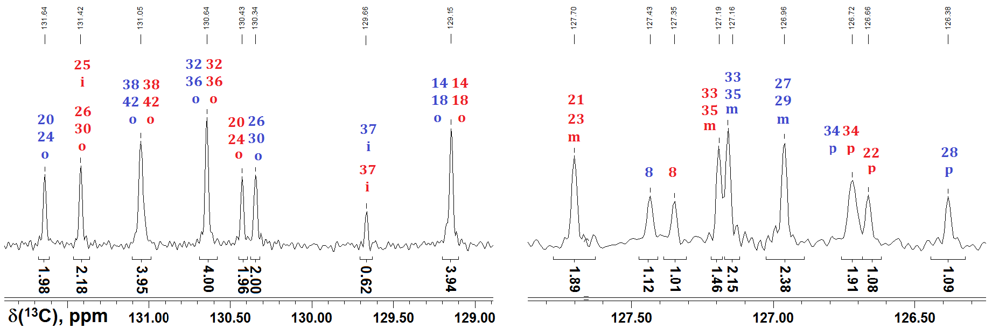 131.64 131.42 131.05 130.64 130.43 130.34 129.66 129.15 127.70 127.43 127.35 127.19 127.16 126.96 126.72 126.66 126.38
20
24
o
25
i
26
30
o
38 38
42 42
o o
32 32
36 36
o o
20
24
o
26
30
o
37
i
37
i
14 14
18 18
o o
21
23
m
8
8
33
35
m
33
35
m
27
29
m
34 34
p p
22
p
28
p
1.98 2.18 3.95 4.00 1.96 2.00 0.62 3.94 1.89 1.12 1.01 1.46 2.15 2.38 1.91 1.08 1.09
δ(¹³C), ppm 131.00 130.50 130.00 129.50 129.00 127.50 127.00 126.50